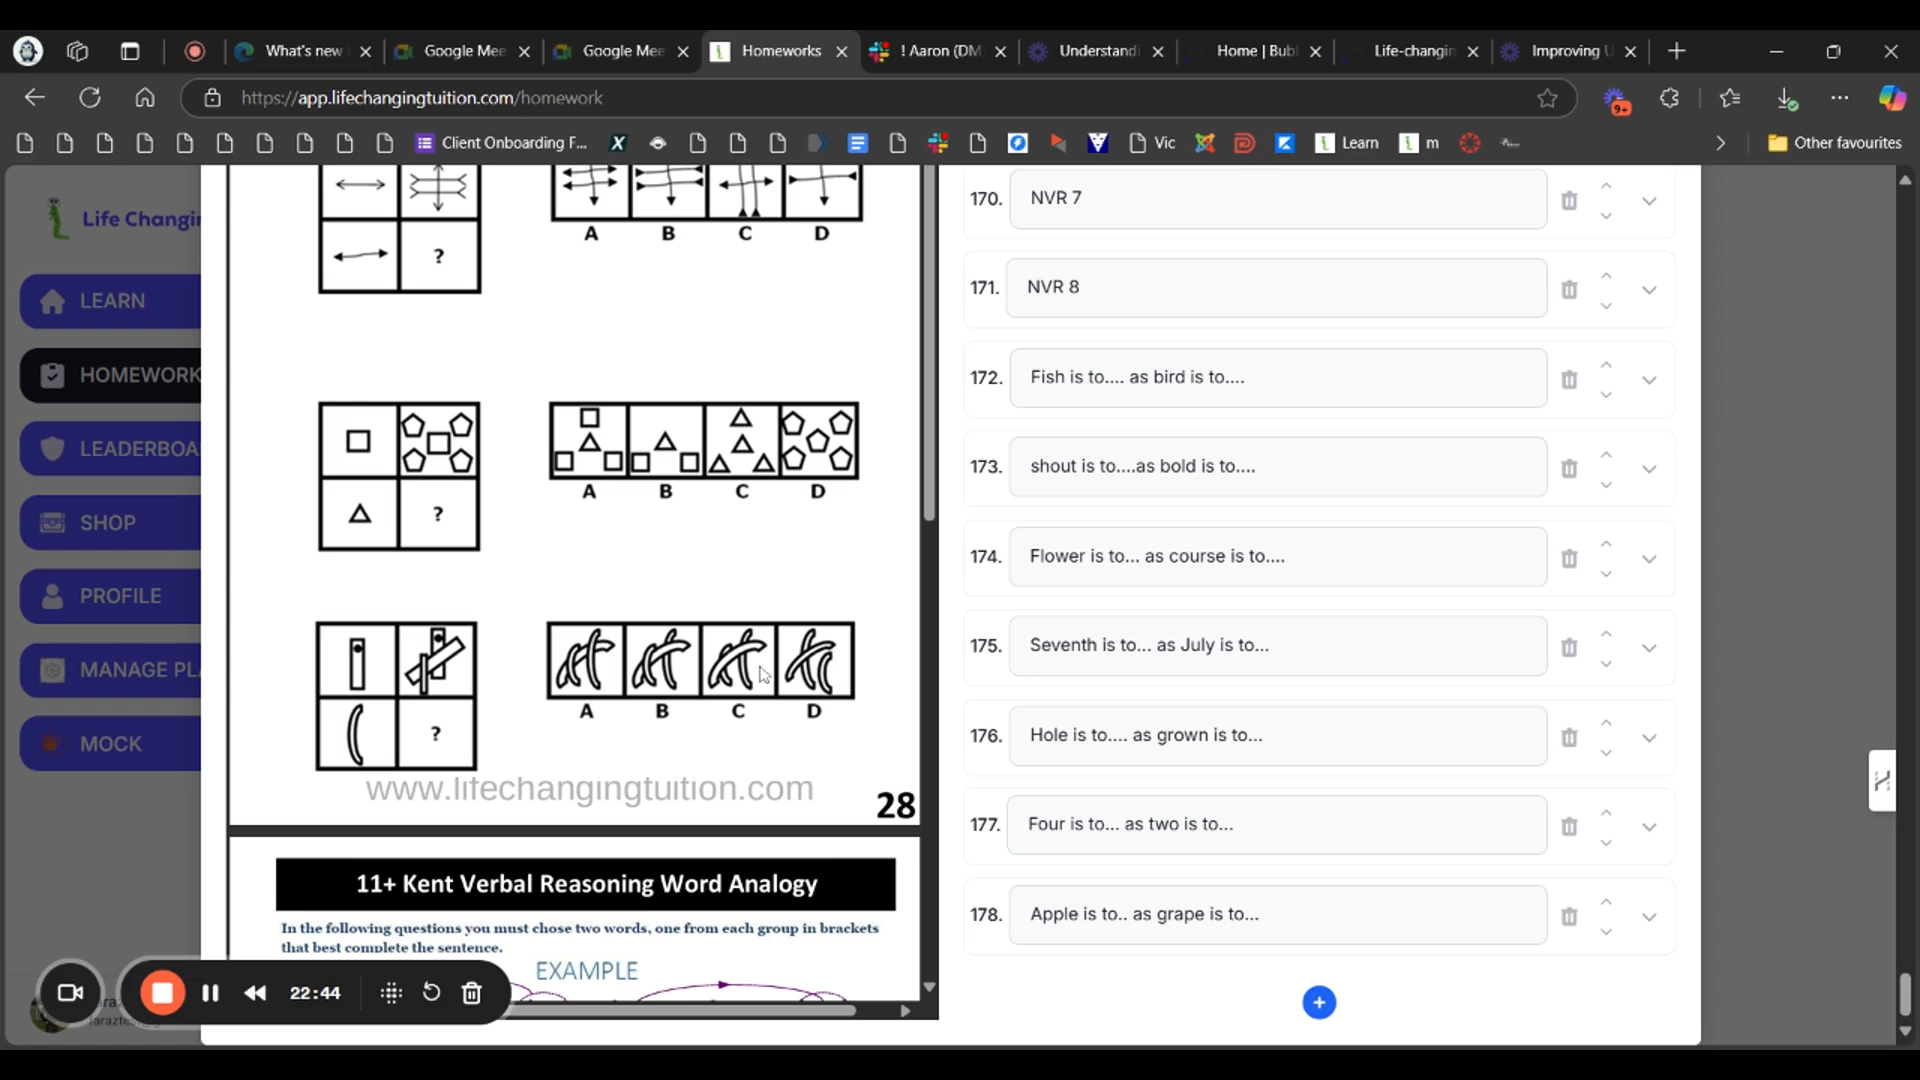 What's new
Google Mee
Google Mee
Homeworks
! Aaron (DM
Understandi
Home | Bubl
Life-changin
Improving U
https://app.lifechangingtuition.com/homework
9+
Client Onboarding F...
Vic
Learn
m
Other favourites
Life Changi
LEARN
HOMEWORK
LEADERBOA
SHOP
PROFILE
MANAGE PL
MOCK
A B C D
?
A B C D
?
A B C D
?
www.lifechangingtuition.com
28
11+ Kent Verbal Reasoning Word Analogy
In the following questions you must chose two words, one from each group in brackets
that best complete the sentence.
EXAMPLE
22:44
170. NVR 7
171. NVR 8
172. Fish is to.... as bird is to....
173. shout is to....as bold is to....
174. Flower is to... as course is to....
175. Seventh is to... as July is to...
176. Hole is to.... as grown is to...
177. Four is to... as two is to...
178. Apple is to.. as grape is to...